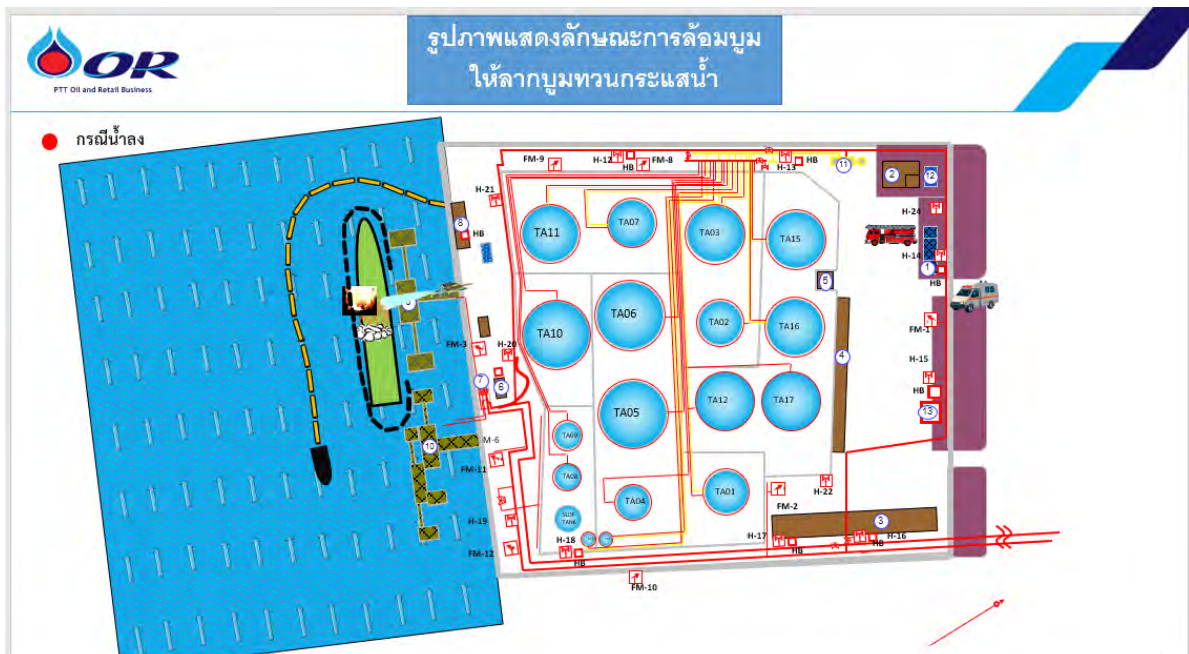 รูปภาพแสดงลักษณะการล้อมบูม
ให้ลากบูมทวนกระแสน้ำ
OR
PTT Oil and Retail Business
กรณีน้ำลง
FM-9
H-12
HB
FM-8
H-13
HB
11
2
12
H-21
8
HB
TA11
TA07
TA03
TA15
H-24
H-14
1
HB
5
TA10
TA06
TA02
TA16
FM-1
FM-3
H-20
4
H-15
HB
7
6
TA05
TA12
TA17
13
10
M-6
TA09
FM-11
TA08
TA04
TA01
FM-2
H-22
H-19
SLOP
TANK
3
FM-12
H-18
HB
H-17
HB
HB
H-16
FM-10